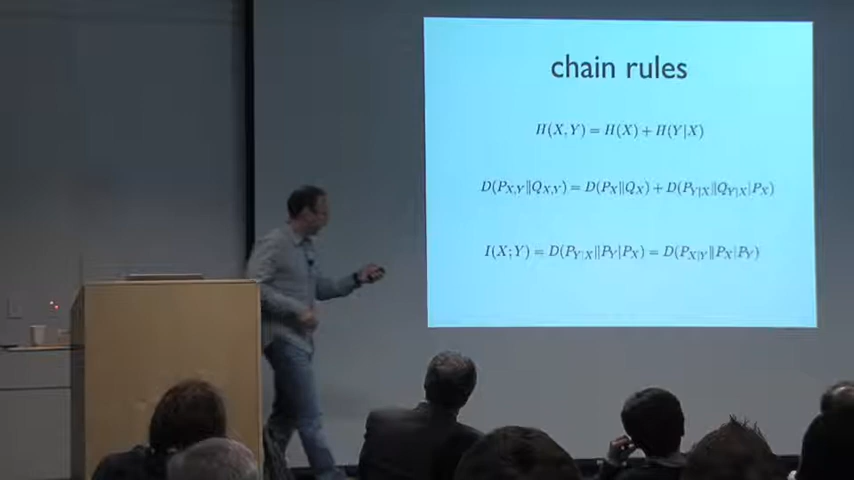 chain rules
H(X,Y) = H(X) + H(Y|X)
D(P_{X,Y}‖Q_{X,Y}) = D(P_X‖Q_X) + D(P_{Y|X}‖Q_{Y|X}|P_X)
I(X;Y) = D(P_{Y|X}‖P_Y|P_X) = D(P_{X|Y}‖P_X|P_Y)